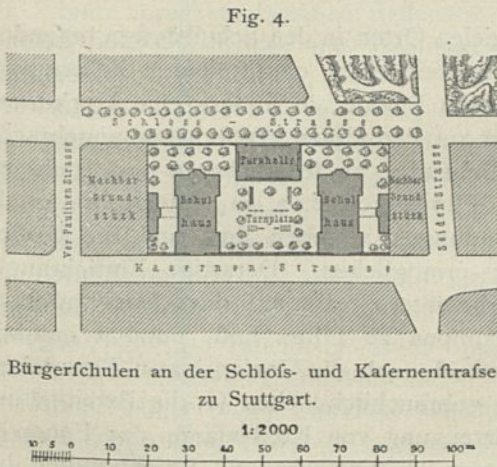 Fig. 4.
Schloss - Strasse
Turnhalle
Ver Paulinen Strasse
Nachbar
Grund
stück
Schul
haus
Turnplatz
Schul
haus
Nachbar
Grund
stück
Seidenstrasse
Kasernen Strasse
Bürgerſchulen an der Schloſs- und Kaſernenſtraſse
zu Stuttgart.
1:2000
10 5 0 10 20 30 40 50 60 70 80 90 100m